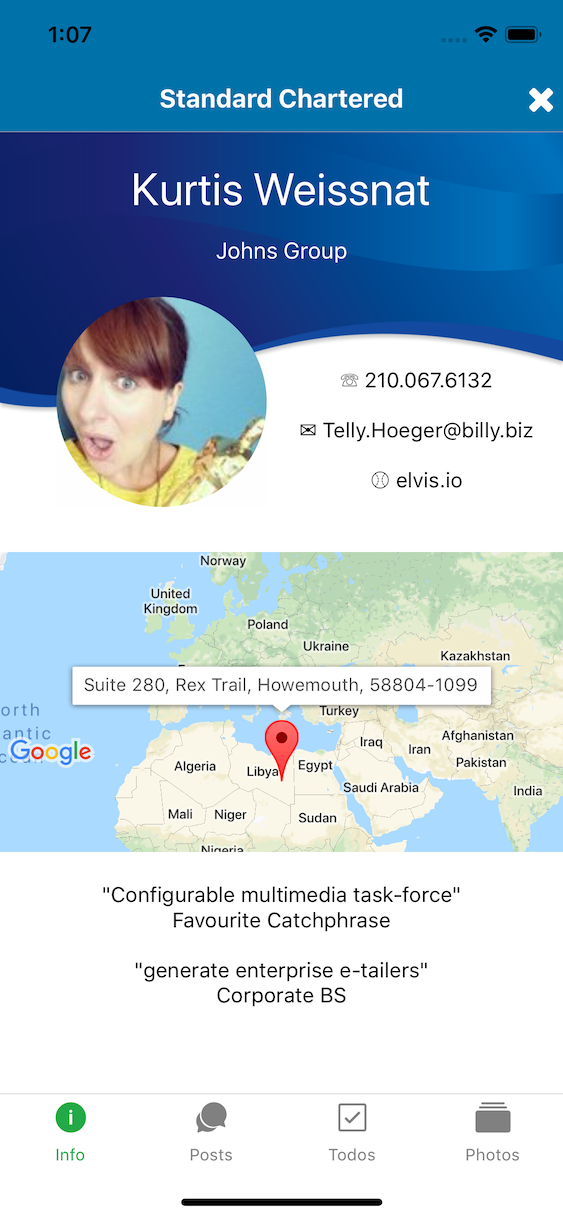 1:07
Standard Chartered
Kurtis Weissnat
Johns Group
210.067.6132
Telly.Hoeger@billy.biz
elvis.io
Norway
United
Kingdom
Poland
Ukraine
Kazakhstan
Suite 280, Rex Trail, Howemouth, 58804-1099
orth
antic
Turkey
Google
Iraq
Iran
Afghanistan
Pakistan
Algeria
Libya
Egypt
Saudi Arabia
India
Mali
Niger
Sudan
Nigeria
"Configurable multimedia task-force"
Favourite Catchphrase
"generate enterprise e-tailers"
Corporate BS
Info
Posts
Todos
Photos